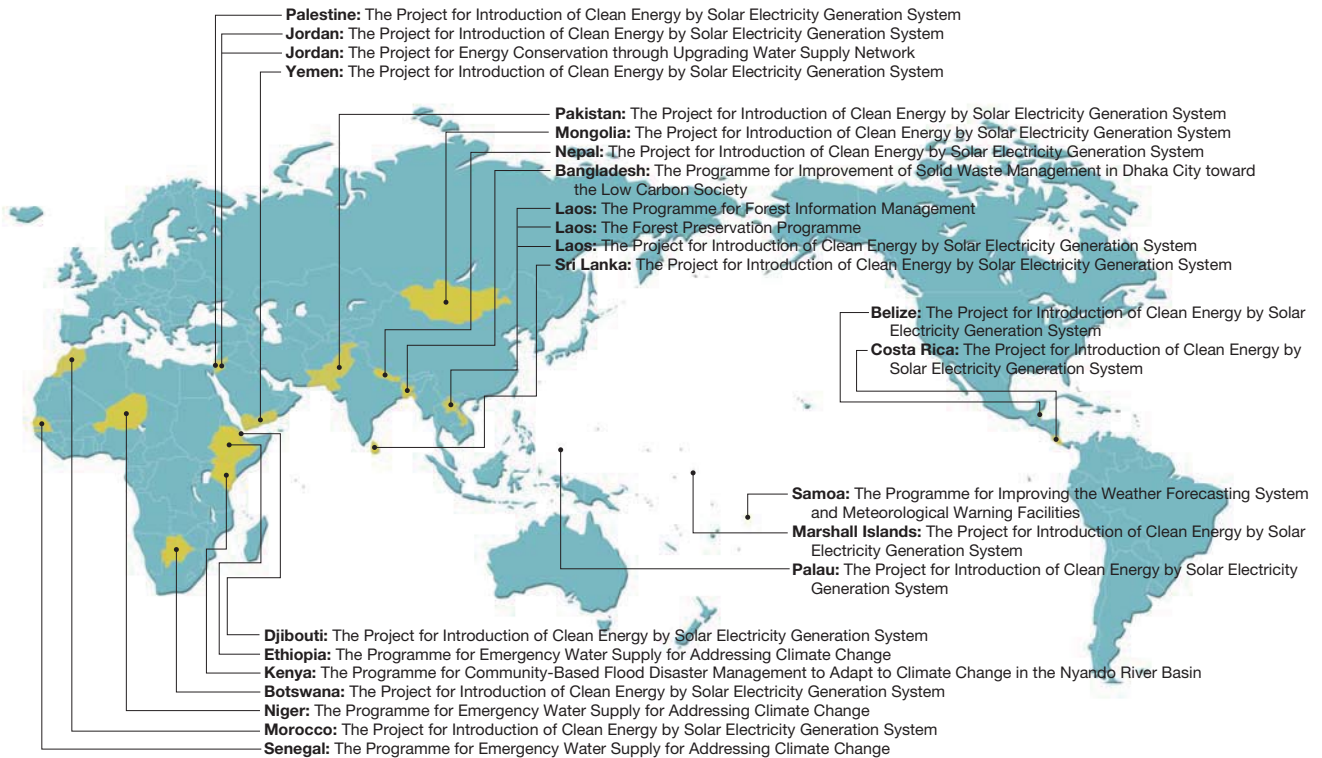 Palestine: The Project for Introduction of Clean Energy by Solar Electricity Generation System
Jordan: The Project for Introduction of Clean Energy by Solar Electricity Generation System
Jordan: The Project for Energy Conservation through Upgrading Water Supply Network
Yemen: The Project for Introduction of Clean Energy by Solar Electricity Generation System
Pakistan: The Project for Introduction of Clean Energy by Solar Electricity Generation System
Mongolia: The Project for Introduction of Clean Energy by Solar Electricity Generation System
Nepal: The Project for Introduction of Clean Energy by Solar Electricity Generation System
Bangladesh: The Programme for Improvement of Solid Waste Management in Dhaka City toward
the Low Carbon Society
Laos: The Programme for Forest Information Management
Laos: The Forest Preservation Programme
Laos: The Project for Introduction of Clean Energy by Solar Electricity Generation System
Sri Lanka: The Project for Introduction of Clean Energy by Solar Electricity Generation System
Belize: The Project for Introduction of Clean Energy by Solar
Electricity Generation System
Costa Rica: The Project for Introduction of Clean Energy by
Solar Electricity Generation System
Samoa: The Programme for Improving the Weather Forecasting System
and Meteorological Warning Facilities
Marshall Islands: The Project for Introduction of Clean Energy by Solar
Electricity Generation System
Palau: The Project for Introduction of Clean Energy by Solar Electricity
Generation System
Djibouti: The Project for Introduction of Clean Energy by Solar Electricity Generation System
Ethiopia: The Programme for Emergency Water Supply for Addressing Climate Change
Kenya: The Programme for Community-Based Flood Disaster Management to Adapt to Climate Change in the Nyando River Basin
Botswana: The Project for Introduction of Clean Energy by Solar Electricity Generation System
Niger: The Programme for Emergency Water Supply for Addressing Climate Change
Morocco: The Project for Introduction of Clean Energy by Solar Electricity Generation System
Senegal: The Programme for Emergency Water Supply for Addressing Climate Change